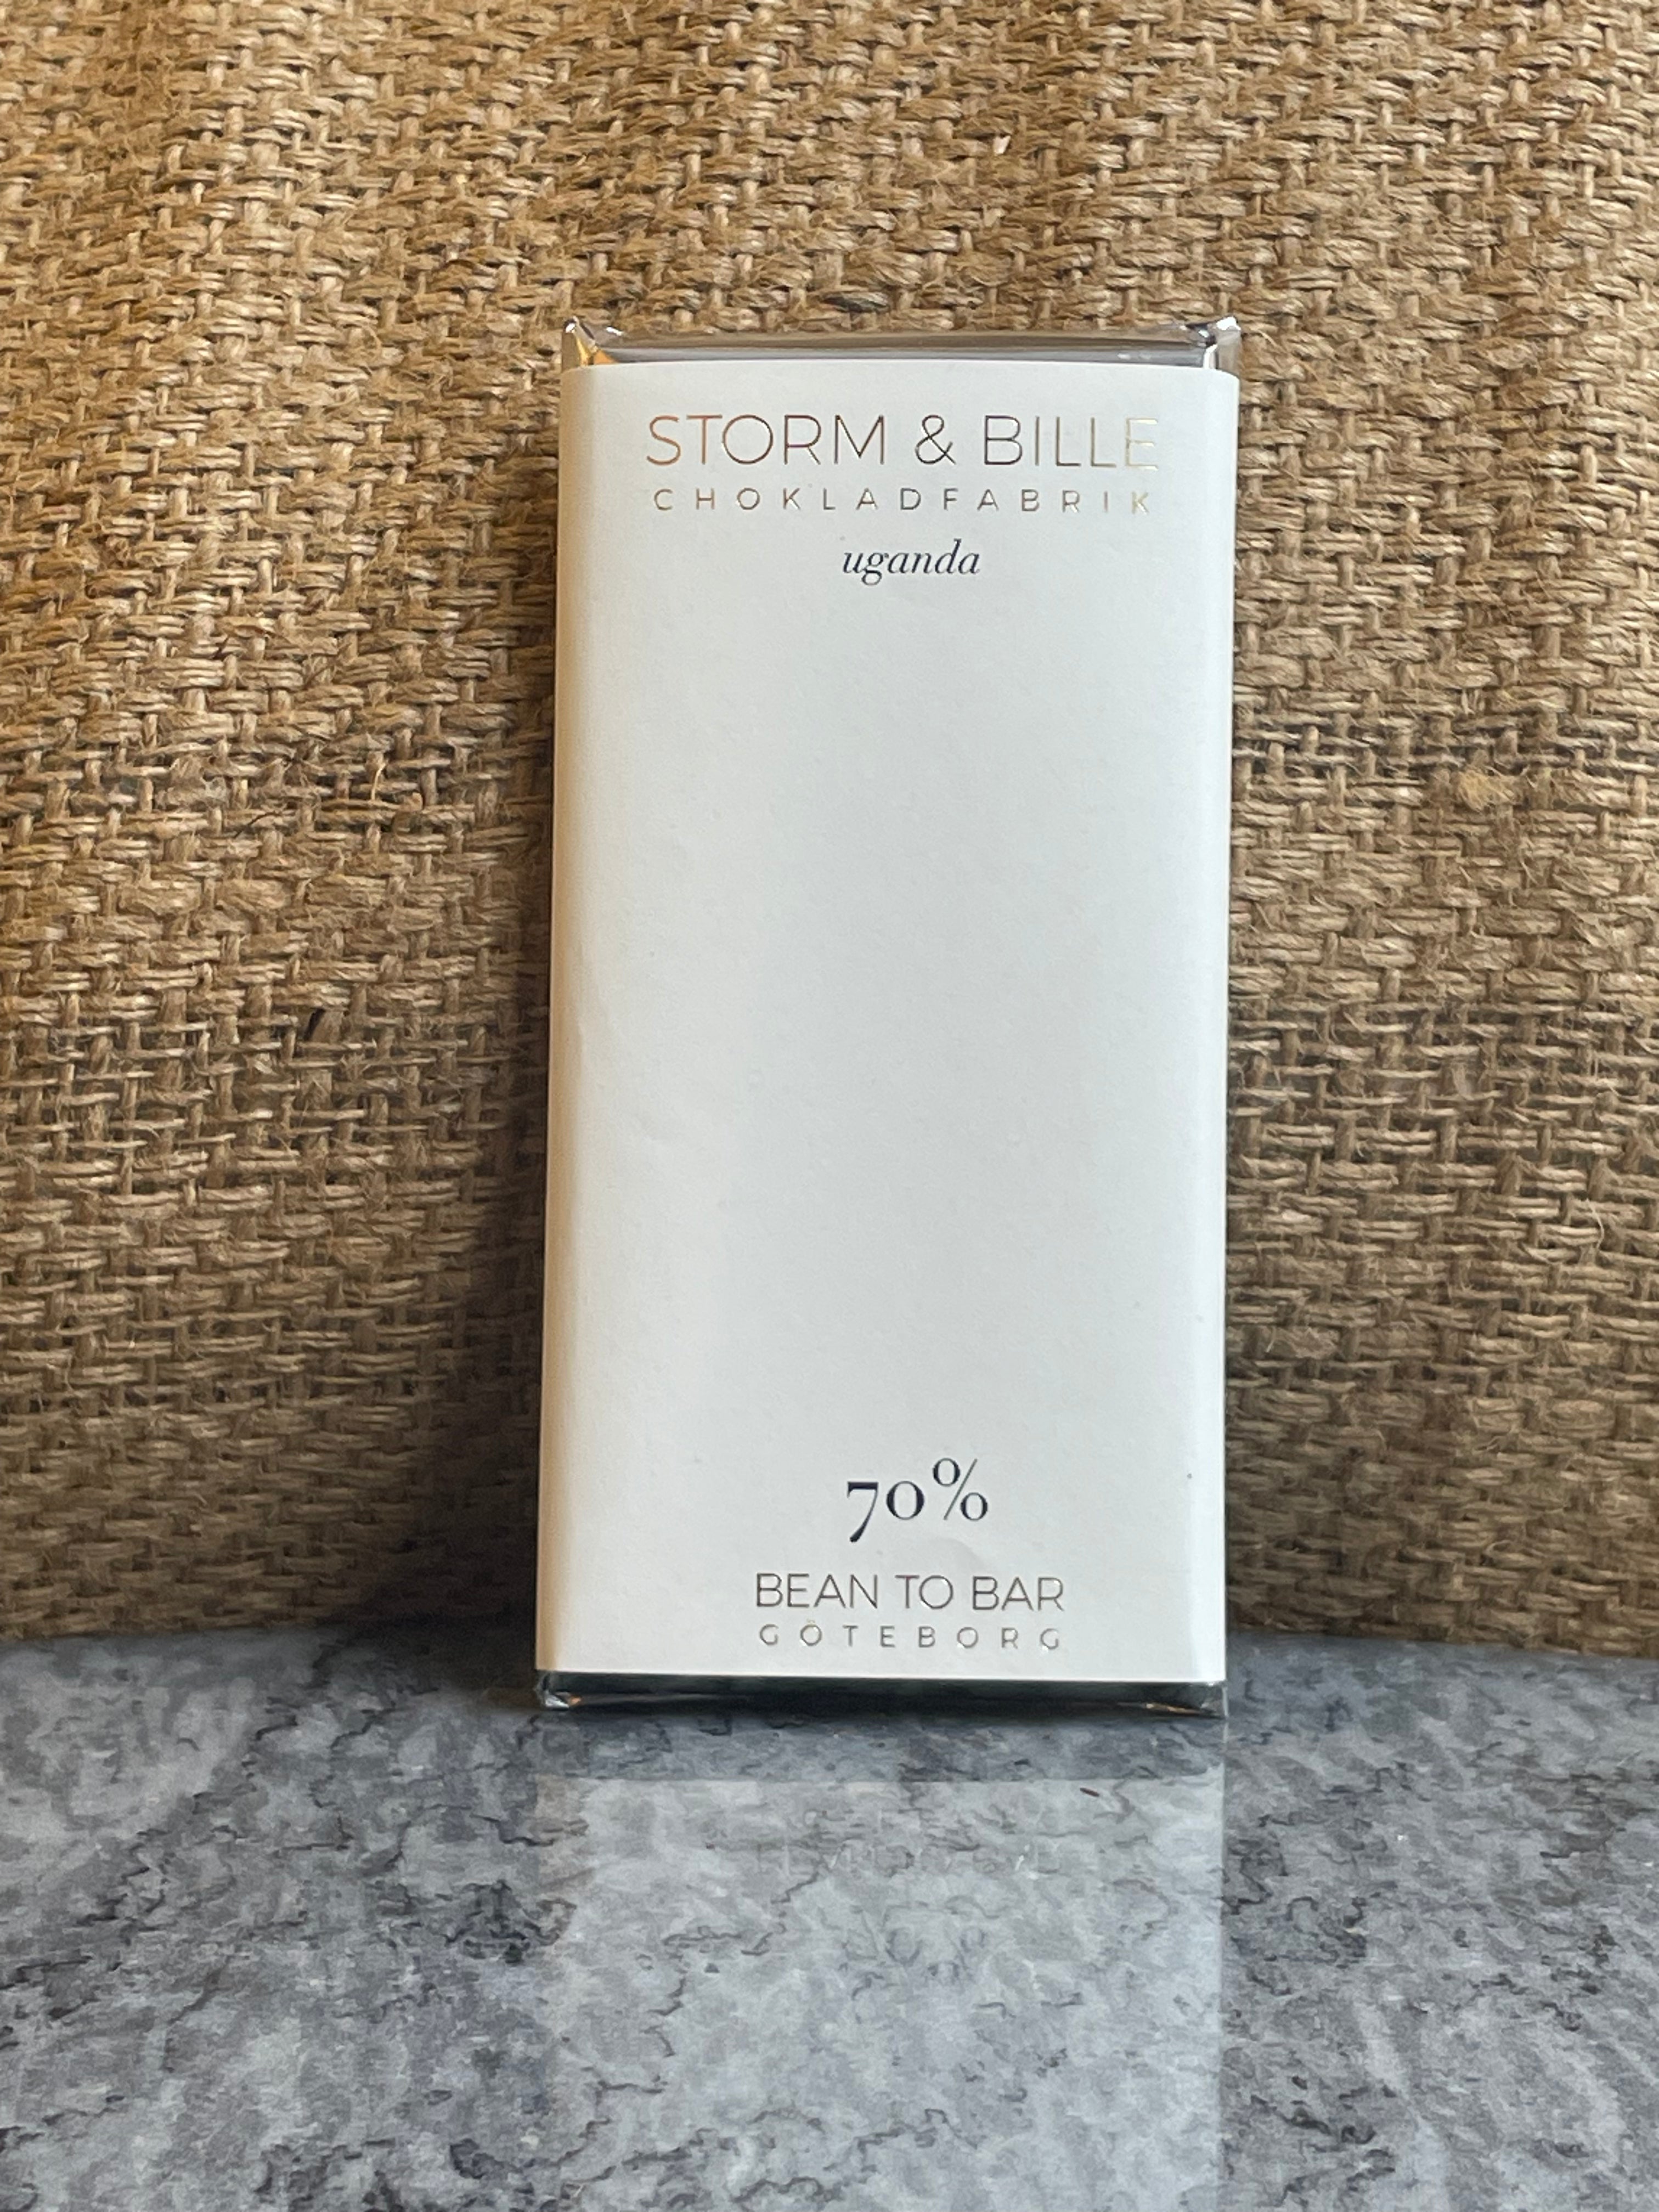 STORM & BILLE
CHOKLADFABRIK
uganda
70%
BEAN TO BAR
GÖTEBORG